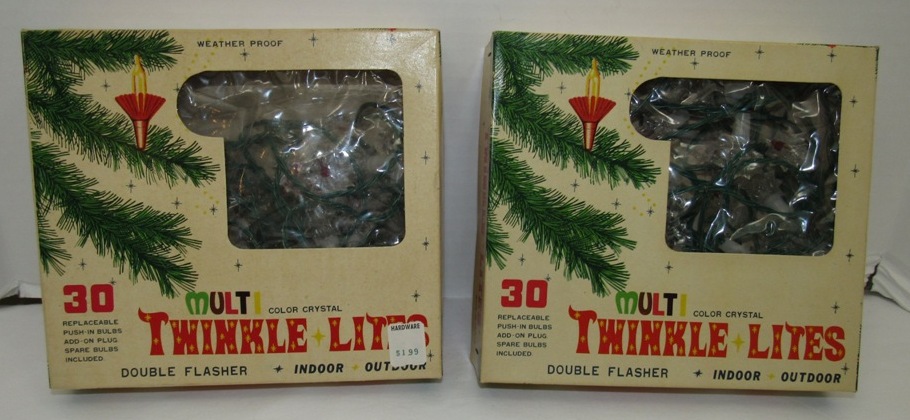 WEATHER PROOF
30
REPLACEABLE
PUSH-IN BULBS
ADD-ON PLUG
SPARE BULBS
INCLUDED
MULTI COLOR CRYSTAL
TWINKLE LITES
HARDWARE
$1.99
DOUBLE FLASHER INDOOR OUTDOOR
WEATHER PROOF
30
REPLACEABLE
PUSH-IN BULBS
ADD-ON PLUG
SPARE BULBS
INCLUDED
MULTI COLOR CRYSTAL
TWINKLE LITES
DOUBLE FLASHER INDOOR OUTDOOR